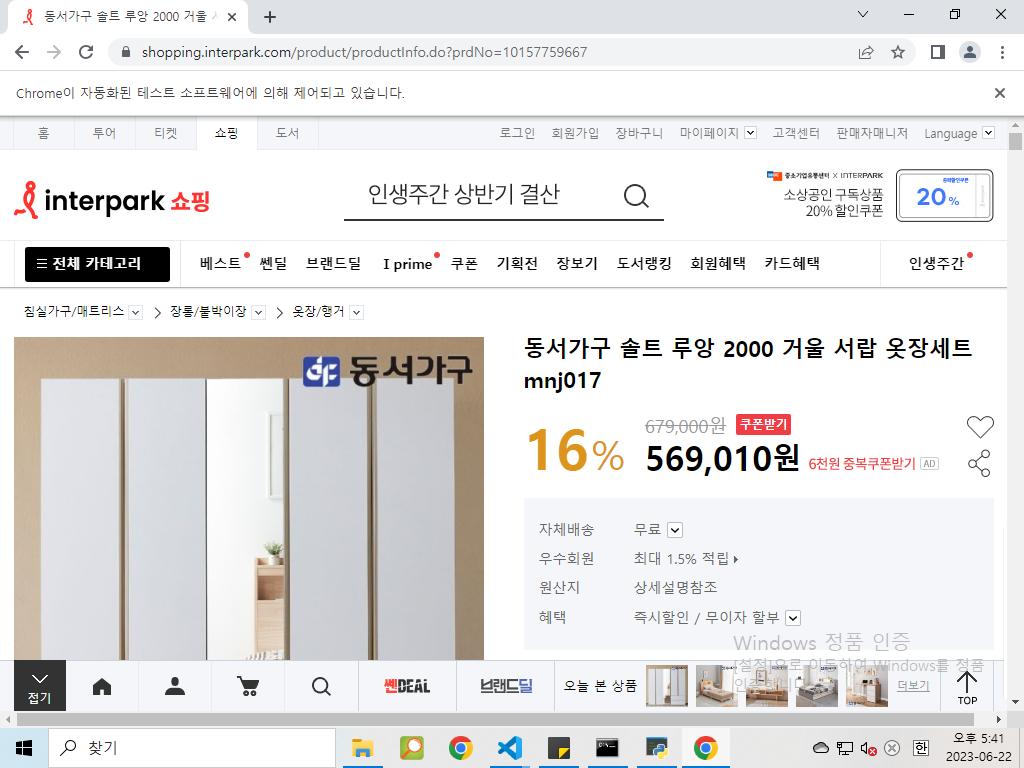 동서가구 솔트 루앙 2000 거울
shopping.interpark.com/product/productInfo.do?prdNo=10157759667
Chrome이 자동화된 테스트 소프트웨어에 의해 제어되고 있습니다.
홈 투어 티켓 쇼핑 도서 로그인 회원가입 장바구니 마이페이지 고객센터 판매자매니저 Language
interpark 쇼핑
인생주간 상반기 결산
중소기업유통센터 X INTERPARK
소상공인 구독상품
20% 할인쿠폰
20%
전체 카테고리 베스트 쎈딜 브랜드딜 I prime 쿠폰 기획전 장보기 도서랭킹 회원혜택 카드혜택 인생주간
침실가구/매트리스 장롱/붙박이장 옷장/행거
동서가구
동서가구 솔트 루앙 2000 거울 서랍 옷장세트
mnj017
16%
679,000원 쿠폰받기
569,010원 6천원 중복쿠폰받기 AD
자체배송 무료
우수회원 최대 1.5% 적립
원산지 상세설명참조
혜택 즉시할인 / 무이자 할부
Windows 정품 인증
[설정]으로 이동하여 Windows를 정품
접기
쎈DEAL 브랜드딜 오늘 본 상품 더보기 TOP
찾기
한
오후 5:41
2023-06-22